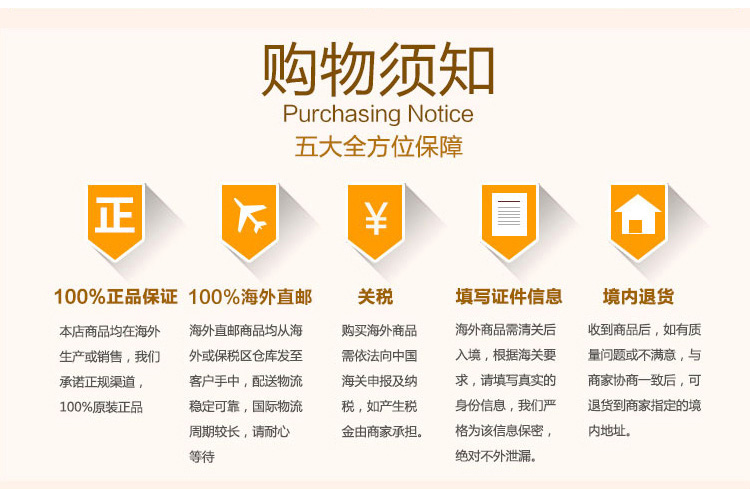 购物须知
Purchasing Notice
五大全方位保障
正
¥
100%正品保证
本店商品均在海外
生产或销售，我们
承诺正规渠道，
100%原装正品
100%海外直邮
海外直邮商品均从海
外或保税区仓库发至
客户手中，配送物流
稳定可靠，国际物流
周期较长，请耐心
等待
关税
购买海外商品
需依法向中国
海关申报及纳
税，如产生税
金由商家承担。
填写证件信息
海外商品需清关后
入境，根据海关要
求，请填写真实的
身份信息，我们严
格为该信息保密，
绝对不外泄漏。
境内退货
收到商品后，如有质
量问题或不满意，与
商家协商一致后，可
退货到商家指定的境
内地址。